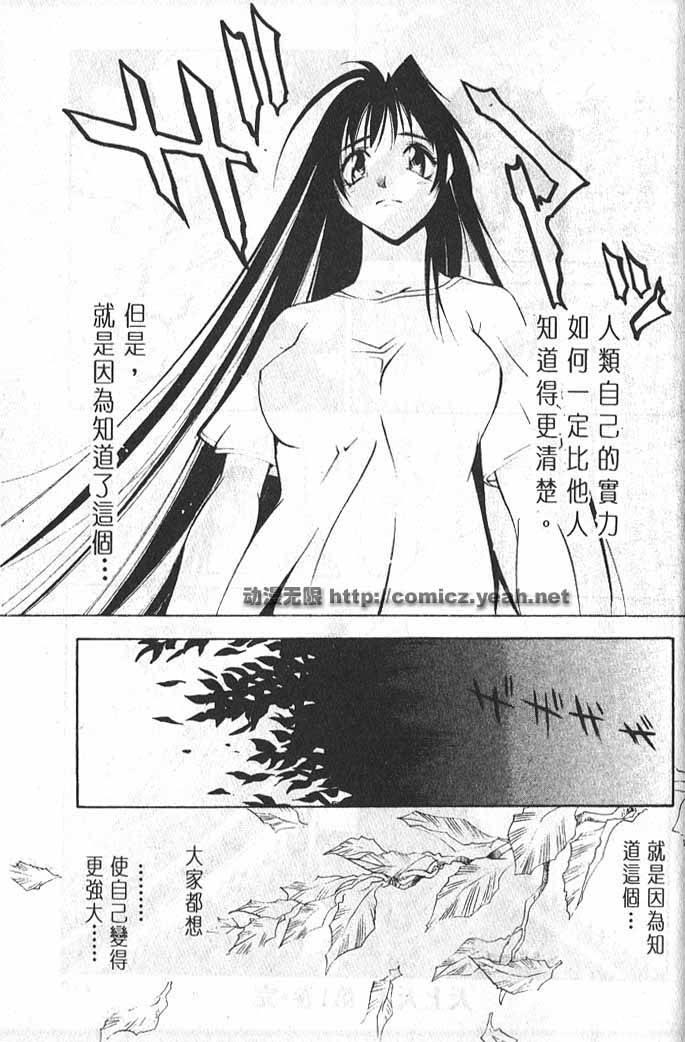 人類自己的實力
如何一定比他人
知道得更清楚。
但是，
就是因為知道了這個…
动漫无限 http://comicz.yeah.net
ギ ギ ギ ギ
就是因為知
道這個…
大家都想
………
使自己變得
更強大……